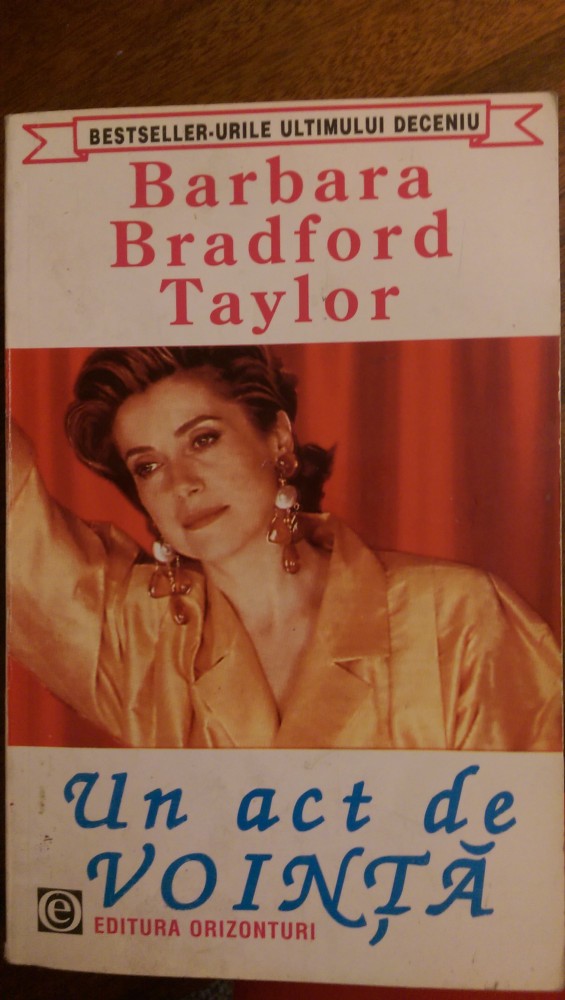 BESTSELLER-URILE ULTIMULUI DECENIU
Barbara
Bradford
Taylor
Un act de
VOINȚĂ
e
EDITURA ORIZONTURI